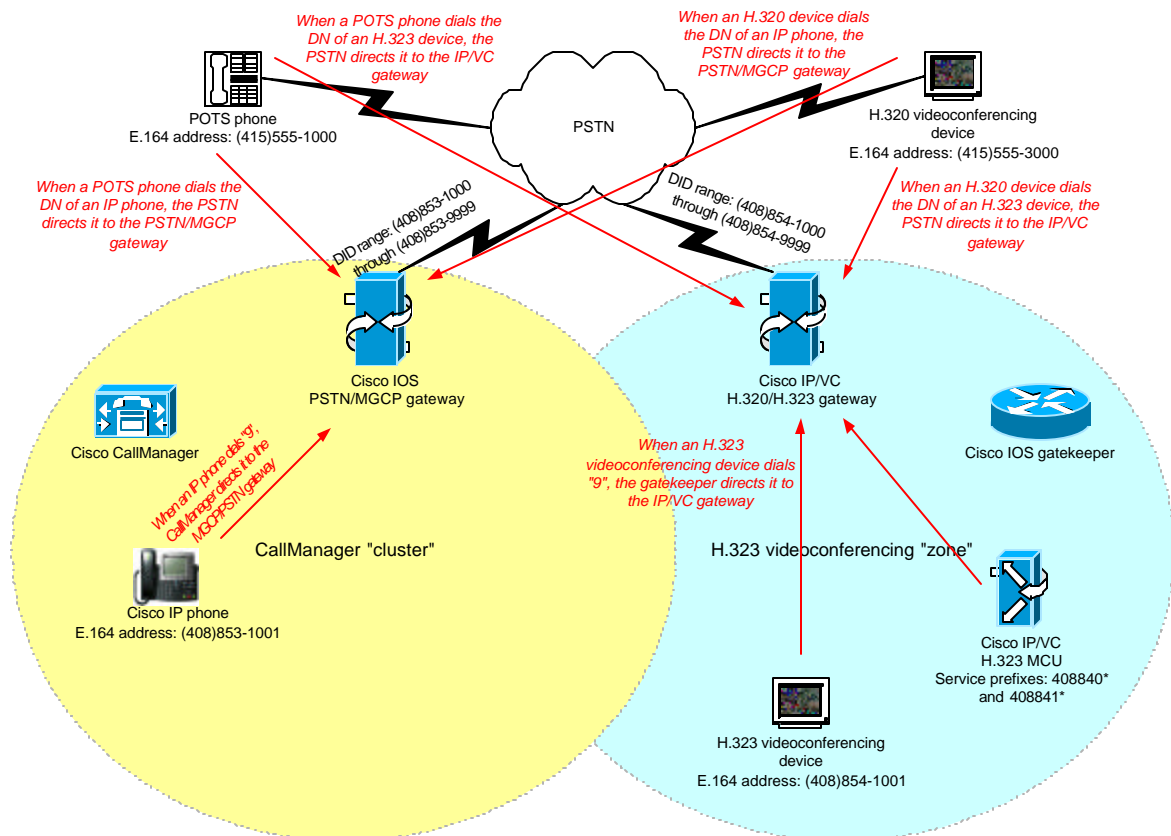 When a POTS phone dials the
DN of an H.323 device, the
PSTN directs it to the IP/VC
gateway
When an H.320 device dials
the DN of an IP phone, the
PSTN directs it to the
PSTN/MGCP gateway
POTS phone
E.164 address: (415)555-1000
PSTN
H.320 videoconferencing
device
E.164 address: (415)555-3000
When a POTS phone dials the
DN of an IP phone, the PSTN
directs it to the PSTN/MGCP
gateway
DID range: (408)853-1000
through (408)853-9999
DID range: (408)854-1000
through (408)854-9999
When an H.320 device dials
the DN of an H.323 device, the
PSTN directs it to IP/VC
gateway
Cisco IOS
PSTN/MGCP gateway
Cisco IP/VC
H.320/H.323 gateway
Cisco CallManager
Cisco IOS gatekeeper
When an IP phone dials "9",
CallManager directs it to the
MGCP/PSTN gateway
When an H.323
videoconferencing device dials
"9", the gatekeeper directs it to
the IP/VC gateway
CallManager "cluster"
H.323 videoconferencing "zone"
Cisco IP phone
E.164 address: (408)853-1001
Cisco IP/VC
H.323 MCU
Service prefixes: 408840*
and 408841*
H.323 videoconferencing
device
E.164 address: (408)854-1001